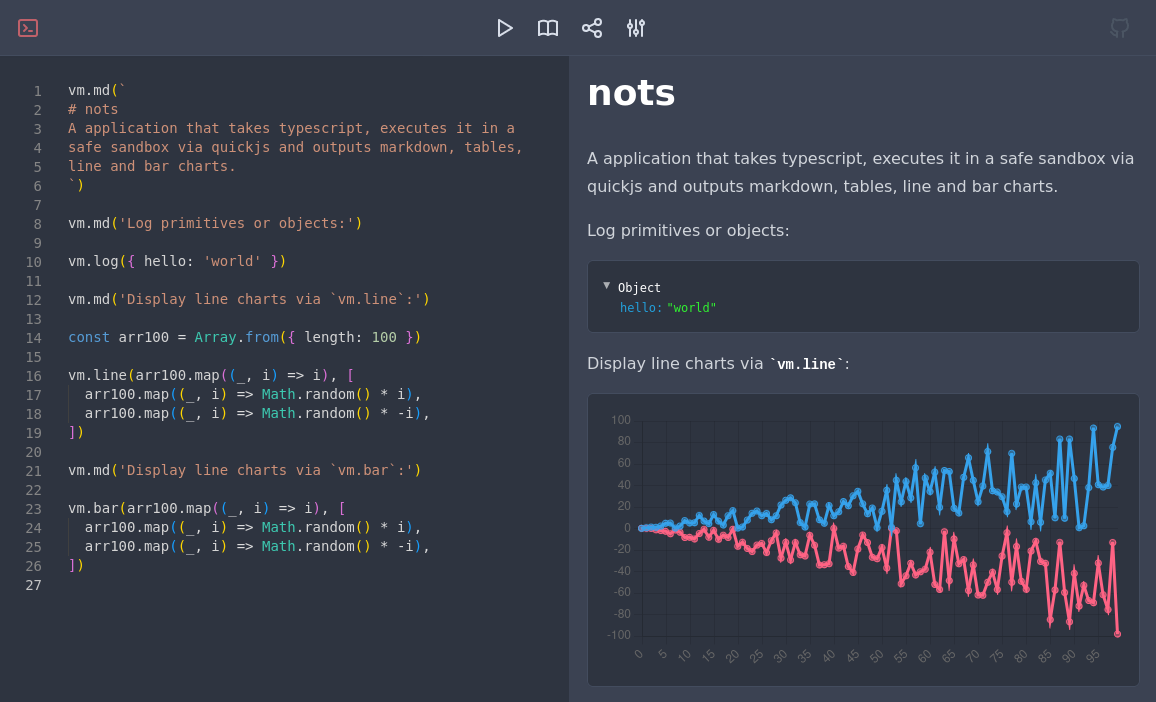 1 vm.md(`
2 # nots
3 A application that takes typescript, executes it in a
4 safe sandbox via quickjs and outputs markdown, tables,
5 line and bar charts.
6 `)
7
8 vm.md('Log primitives or objects:')
9
10 vm.log({ hello: 'world' })
11
12 vm.md('Display line charts via `vm.line`:')
13
14 const arr100 = Array.from({ length: 100 })
15
16 vm.line(arr100.map((_, i) => i), [
17   arr100.map((_, i) => Math.random() * i),
18   arr100.map((_, i) => Math.random() * -i),
19 ])
20
21 vm.md('Display line charts via `vm.bar`:')
22
23 vm.bar(arr100.map((_, i) => i), [
24   arr100.map((_, i) => Math.random() * i),
25   arr100.map((_, i) => Math.random() * -i),
26 ])
27
nots
A application that takes typescript, executes it in a safe sandbox via
quickjs and outputs markdown, tables, line and bar charts.
Log primitives or objects:
▼ Object
hello: "world"
Display line charts via `vm.line`:
100
80
60
40
20
0
-20
-40
-60
-80
-100
0 5 10 15 20 25 30 35 40 45 50 55 60 65 70 75 80 85 90 95